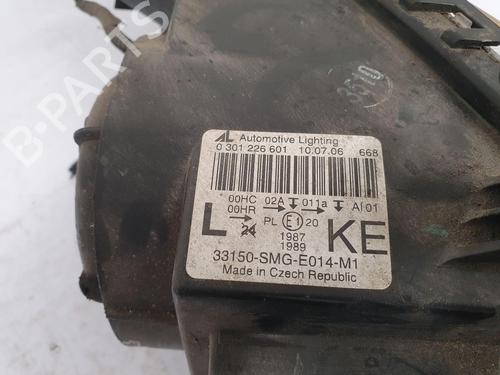 3519
AL Automotive Lighting
0 301 226 601 10.07.06 668
00HC 02A 011a AI 01
00HR PL E1 20
L 24 1987 KE
1989
33150-SMG-E014-M1
Made in Czech Republic
B-PARTS